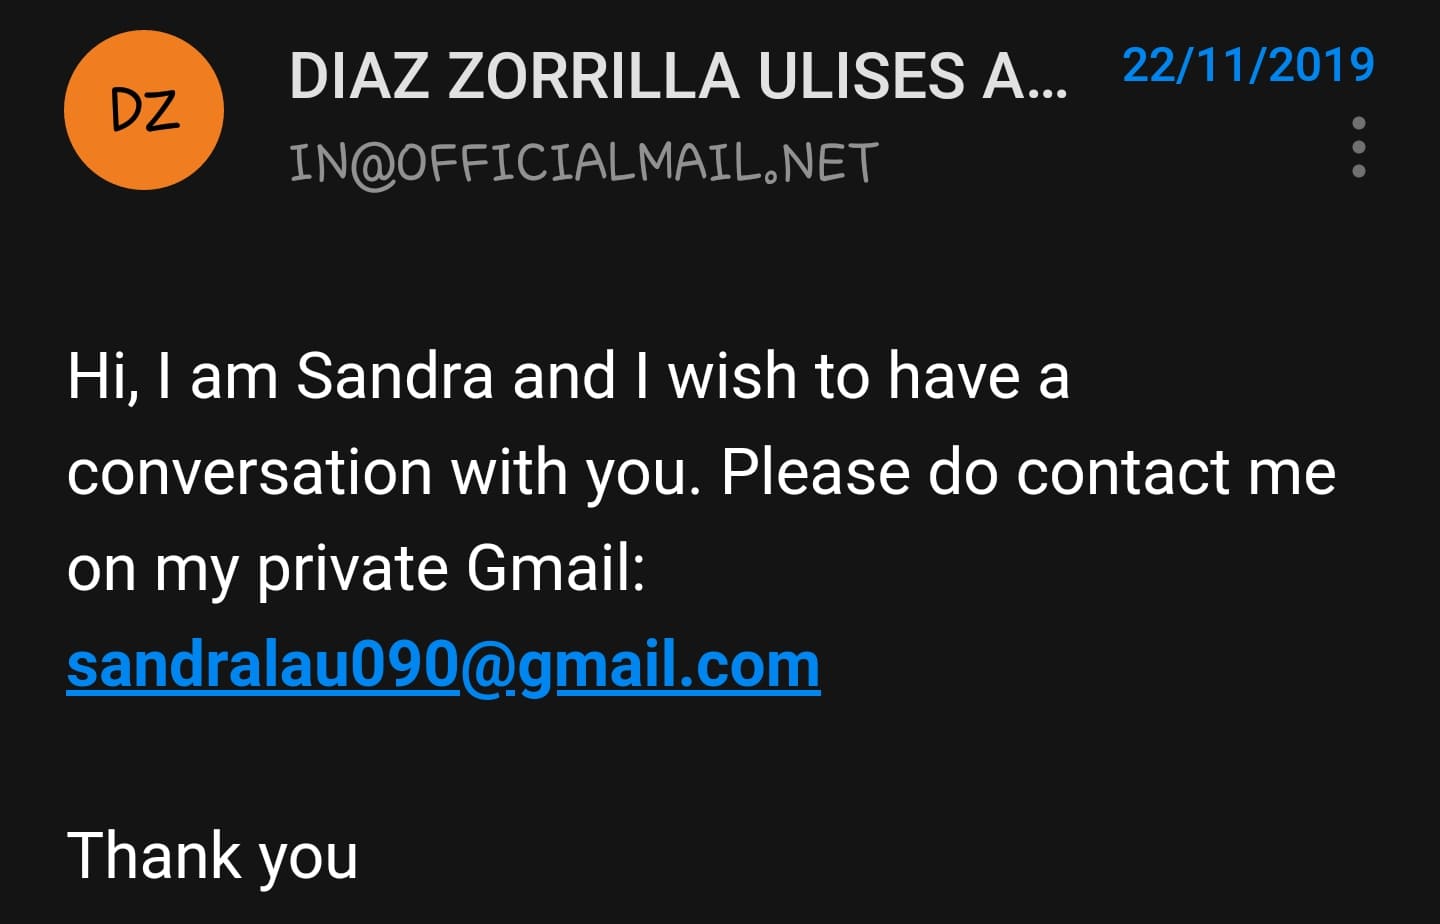 DZ
DIAZ ZORRILLA ULISES A...
22/11/2019
IN@OFFICIALMAIL.NET
Hi, I am Sandra and I wish to have a
conversation with you. Please do contact me
on my private Gmail:
sandralau090@gmail.com
Thank you